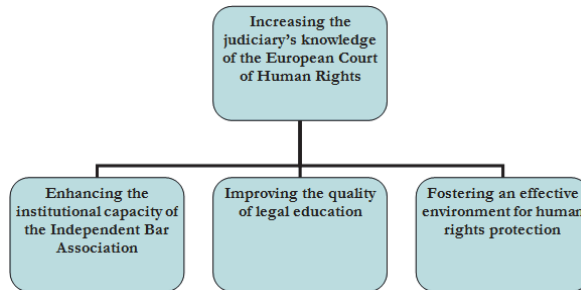 Increasing the
judiciary's knowledge
of the European Court
of Human Rights
Enhancing the
institutional capacity of
the Independent Bar
Association
Improving the quality
of legal education
Fostering an effective
environment for human
rights protection